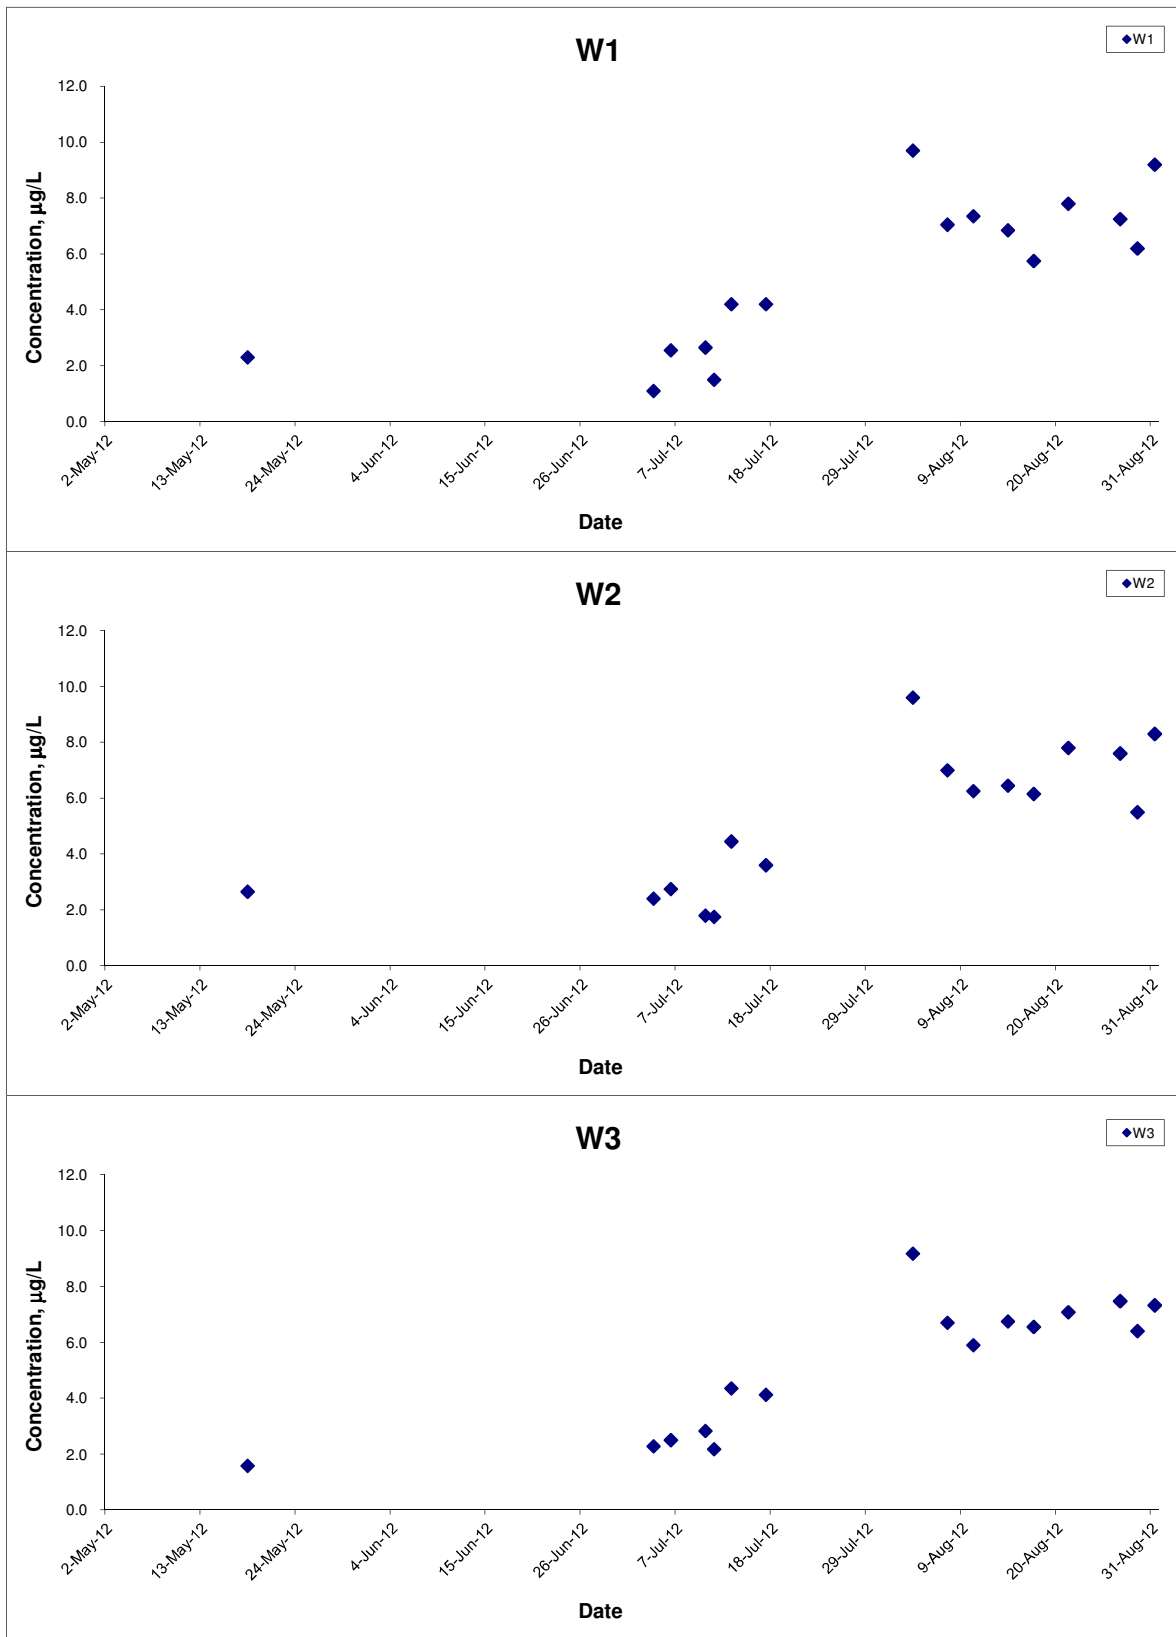 W1
W1
12.0
10.0
8.0
6.0
4.0
2.0
0.0
Concentration, µg/L
2-May-12
13-May-12
24-May-12
4-Jun-12
15-Jun-12
26-Jun-12
7-Jul-12
18-Jul-12
29-Jul-12
9-Aug-12
20-Aug-12
31-Aug-12
Date
W2
W2
12.0
10.0
8.0
6.0
4.0
2.0
0.0
Concentration, µg/L
2-May-12
13-May-12
24-May-12
4-Jun-12
15-Jun-12
26-Jun-12
7-Jul-12
18-Jul-12
29-Jul-12
9-Aug-12
20-Aug-12
31-Aug-12
Date
W3
W3
12.0
10.0
8.0
6.0
4.0
2.0
0.0
Concentration, µg/L
2-May-12
13-May-12
24-May-12
4-Jun-12
15-Jun-12
26-Jun-12
7-Jul-12
18-Jul-12
29-Jul-12
9-Aug-12
20-Aug-12
31-Aug-12
Date